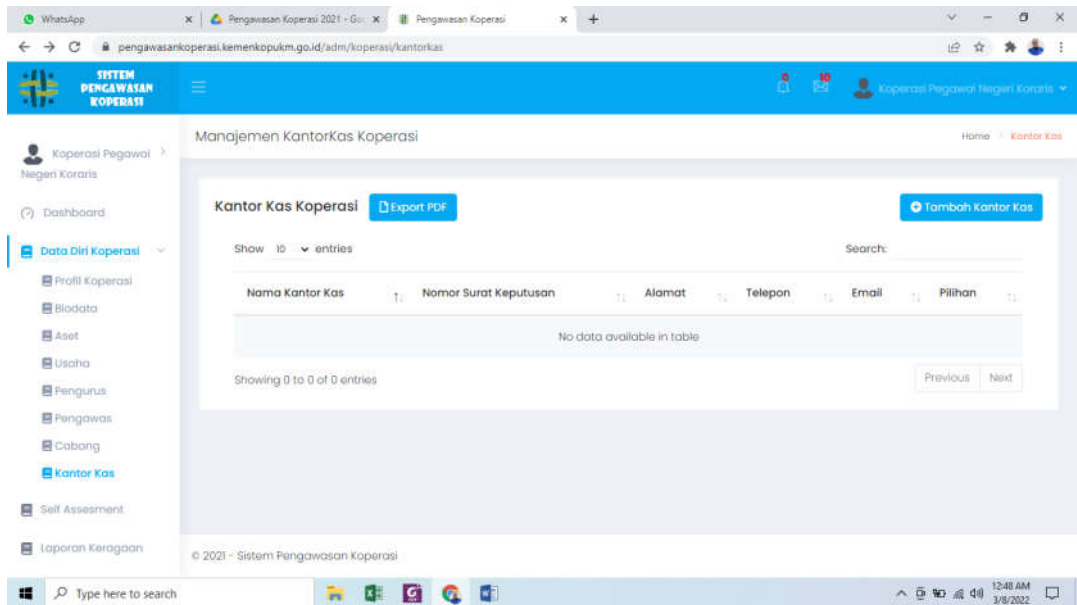 WhatsApp
Pengawasan Koperasi 2021 - Go
Pengawasan Koperasi
pengawasankoperasi.kemenkopukm.go.id/adm/koperasi/kantorkas
SISTEM
PENGAWASAN
KOPERASI
0
10
Koperasi Pegawai Negeri Koraris
Koperasi Pegawai
Negeri Koraris
Dashboard
Data Diri Koperasi
Profil Koperasi
Biodata
Aset
Usaha
Pengurus
Pengawas
Cabang
Kantor Kas
Self Assesment
Laporan Keragaan
Manajemen KantorKas Koperasi
Home / Kantor Kas
Kantor Kas Koperasi
Export PDF
Tambah Kantor Kas
Show 10 entries
Search:
Nama Kantor Kas Nomor Surat Keputusan Alamat Telepon Email Pilihan
No data available in table
Showing 0 to 0 of 0 entries
Previous Next
© 2021 - Sistem Pengawasan Koperasi
Type here to search
12:48 AM
3/8/2022